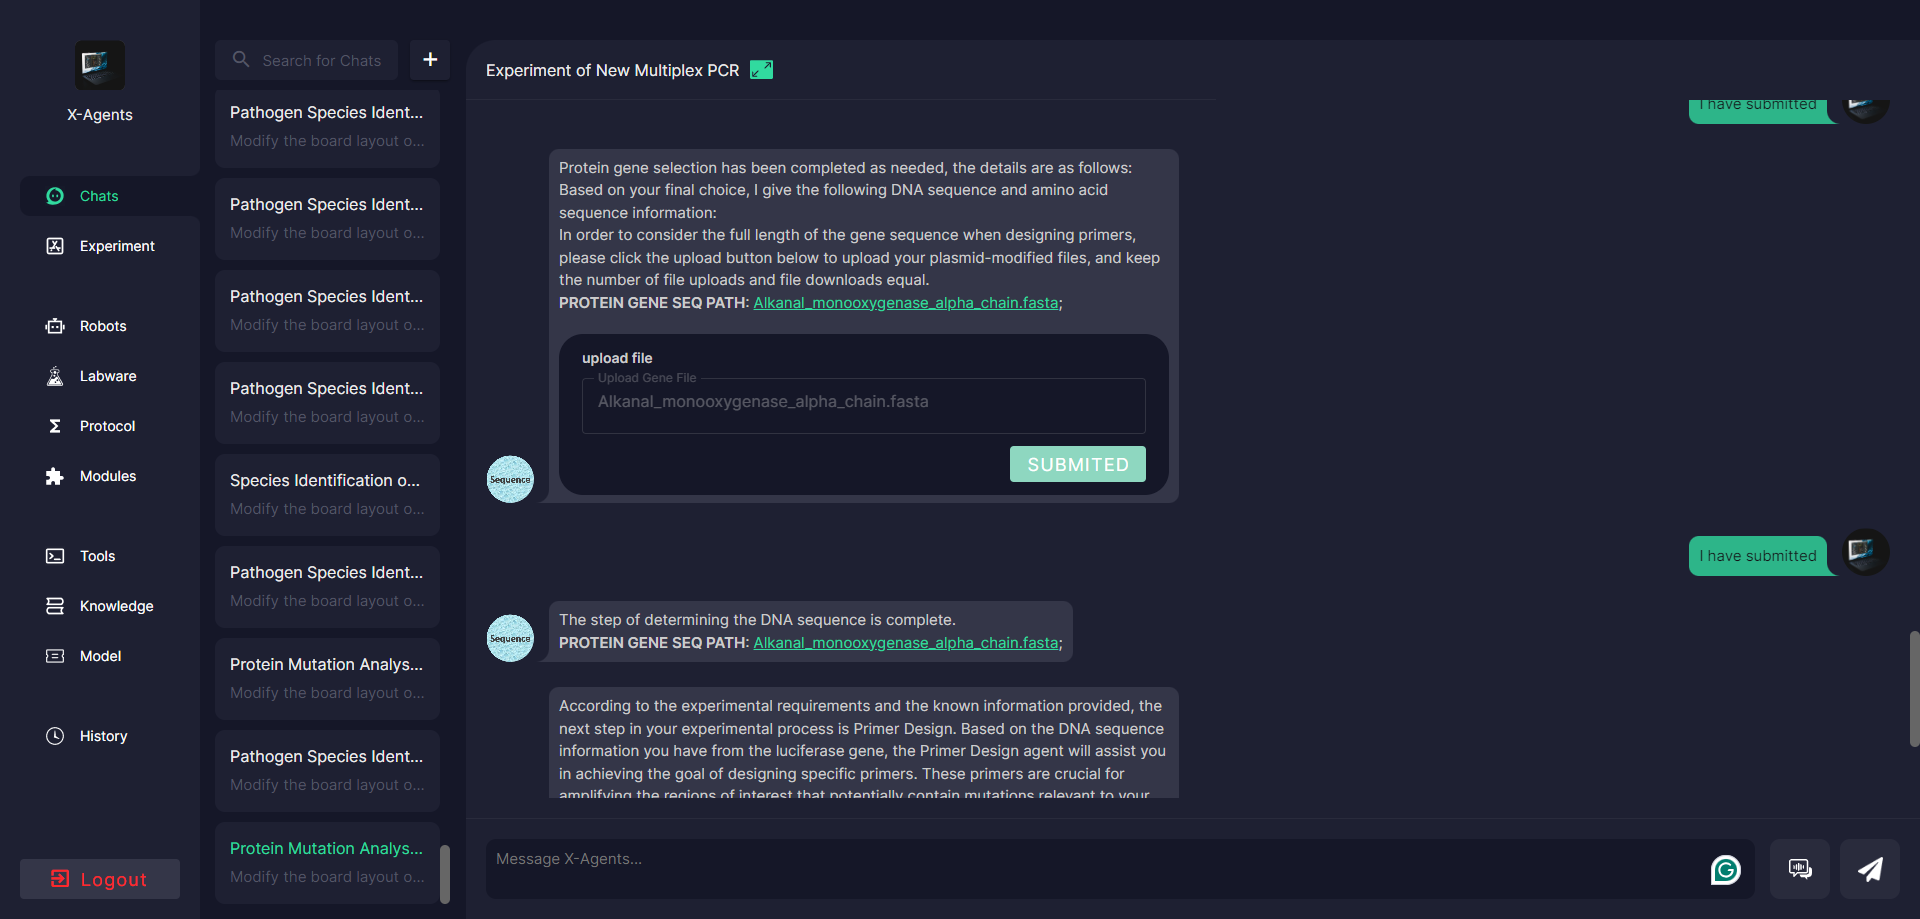 X-Agents
Chats
Experiment
Robots
Labware
Protocol
Modules
Tools
Knowledge
Model
History
Logout
Search for Chats
Pathogen Species Ident...
Modify the board layout o...
Pathogen Species Ident...
Modify the board layout o...
Pathogen Species Ident...
Modify the board layout o...
Pathogen Species Ident...
Modify the board layout o...
Species Identification o...
Modify the board layout o...
Pathogen Species Ident...
Modify the board layout o...
Protein Mutation Analys...
Modify the board layout o...
Pathogen Species Ident...
Modify the board layout o...
Protein Mutation Analys...
Modify the board layout o...
Experiment of New Multiplex PCR
I have submitted
Protein gene selection has been completed as needed, the details are as follows:
Based on your final choice, I give the following DNA sequence and amino acid
sequence information:
In order to consider the full length of the gene sequence when designing primers,
please click the upload button below to upload your plasmid-modified files, and keep
the number of file uploads and file downloads equal.
PROTEIN GENE SEQ PATH: Alkanal_monooxygenase_alpha_chain.fasta;
upload file
Upload Gene File
Alkanal_monooxygenase_alpha_chain.fasta
SUBMITED
Sequence
I have submitted
The step of determining the DNA sequence is complete.
PROTEIN GENE SEQ PATH: Alkanal_monooxygenase_alpha_chain.fasta;
Sequence
According to the experimental requirements and the known information provided, the
next step in your experimental process is Primer Design. Based on the DNA sequence
information you have from the luciferase gene, the Primer Design agent will assist you
in achieving the goal of designing specific primers. These primers are crucial for
amplifying the regions of interest that potentially contain mutations relevant to your
Message X-Agents...